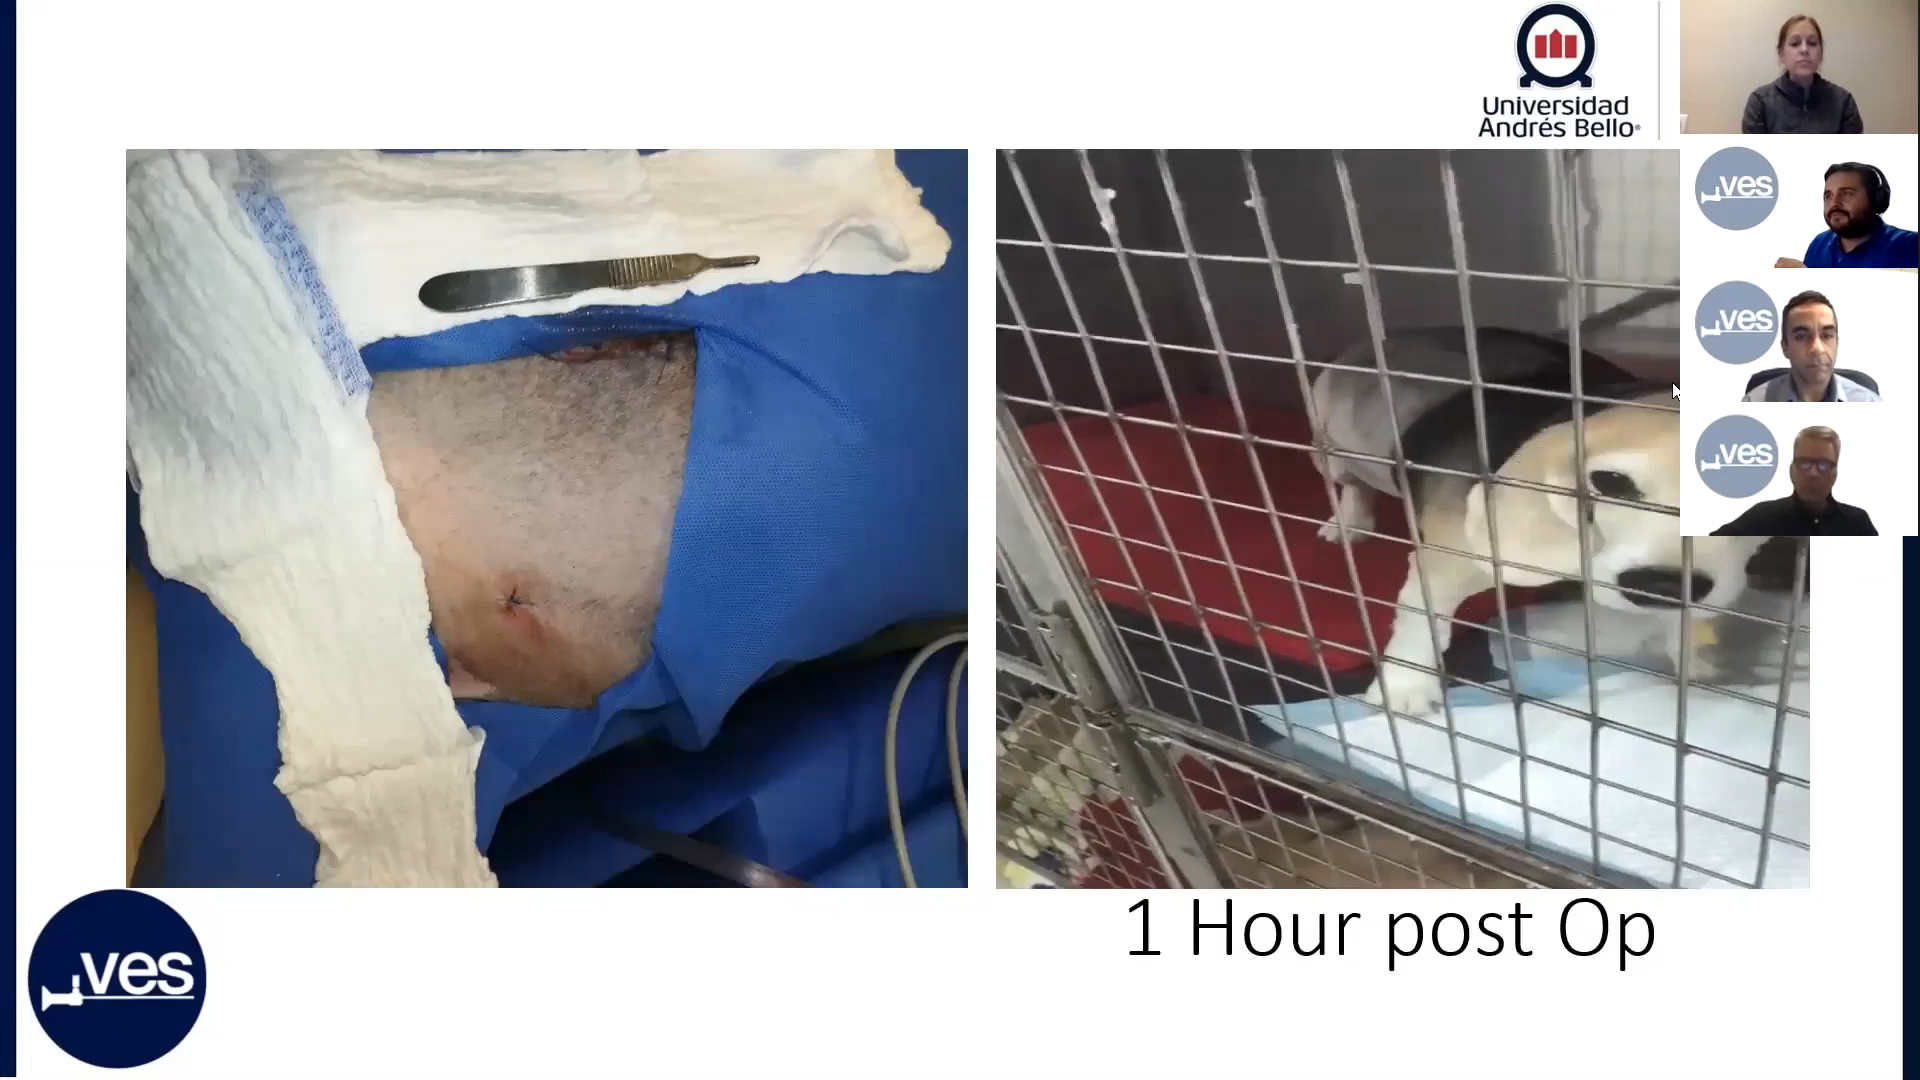 Universidad
Andrés Bello®
ves
ves
ves
1 Hour post Op
ves